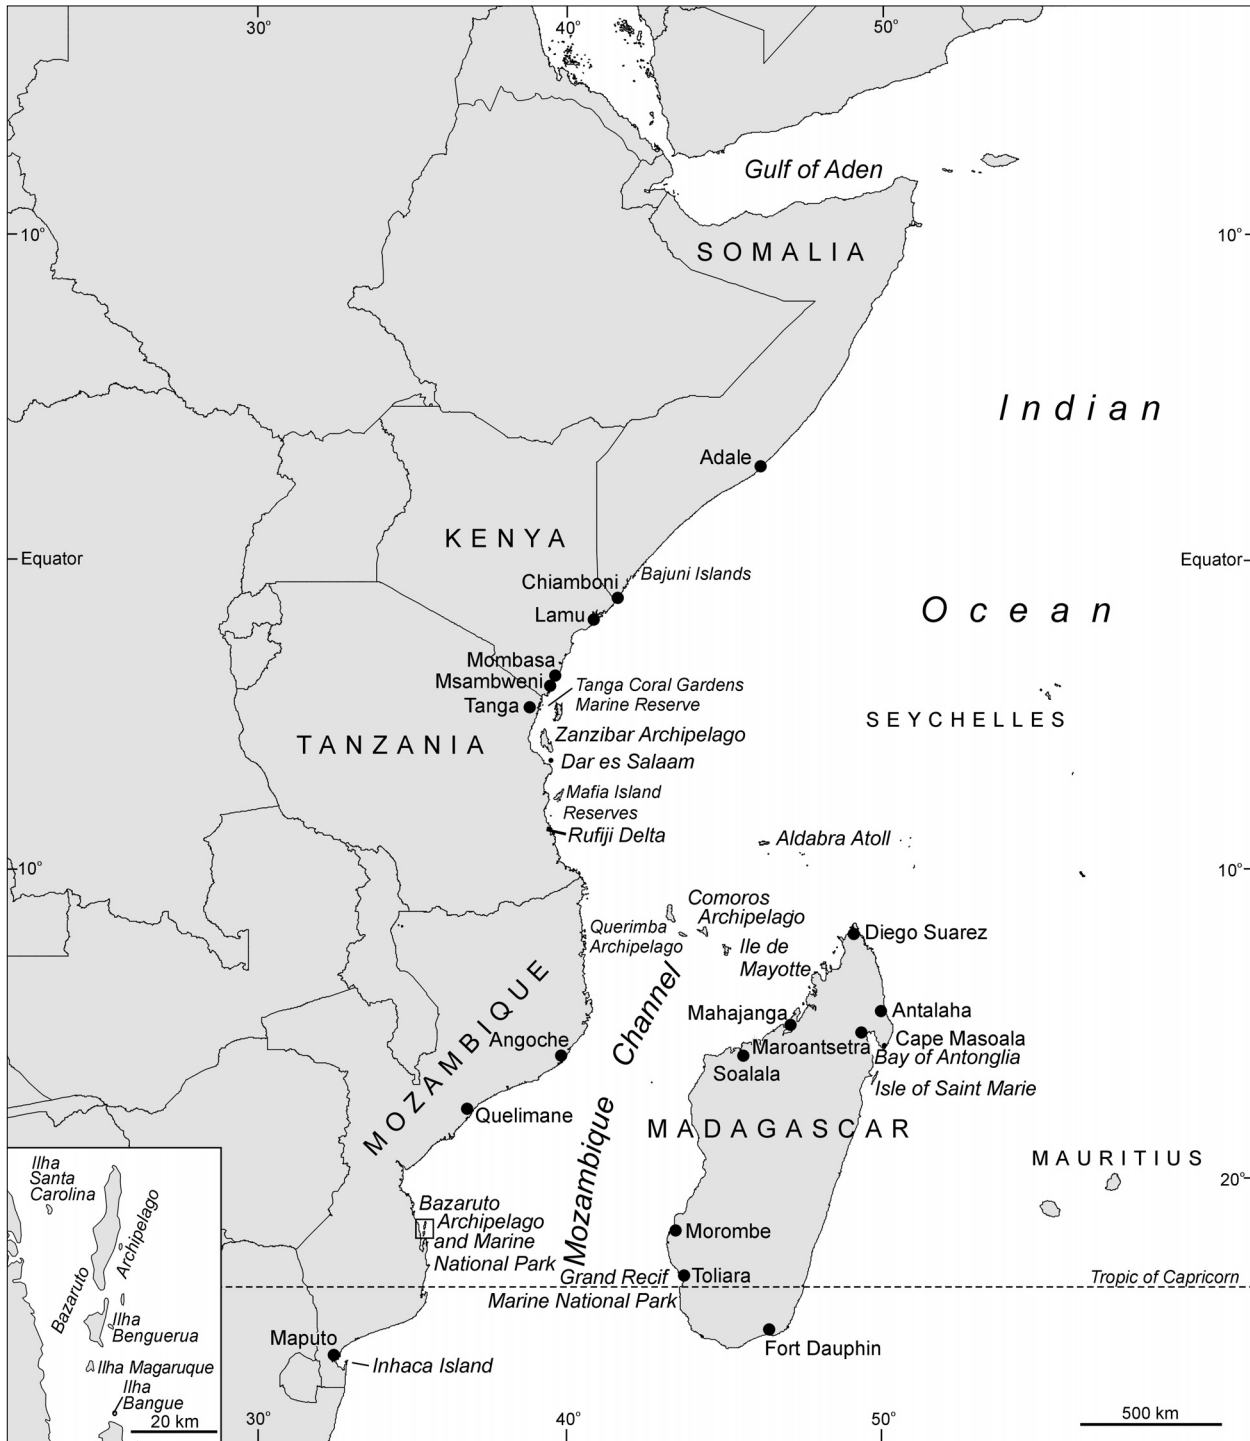 30°
40°
50°
Gulf of Aden
10°
10°
SOMALIA
Indian
Adale
KENYA
Equator
Equator
Bajuni Islands
Chiamboni
Ocean
Lamu
Mombasa
Msambweni
Tanga Coral Gardens
Marine Reserve
Tanga
SEYCHELLES
TANZANIA
Zanzibar Archipelago
Dar es Salaam
Mafia Island
Reserves
Rufiji Delta
Aldabra Atoll
10°
10°
Comoros
Archipelago
Querimba
Archipelago
Diego Suarez
Ile de
Mayotte
MOZAMBIQUE
Mozambique Channel
Mahajanga
Antalaha
Angoche
Cape Masoala
Maroantsetra
Bay of Antonglia
Soalala
Isle of Saint Marie
Quelimane
MADAGASCAR
MAURITIUS
20°
Bazaruto
Archipelago
and Marine
National Park
Morombe
Grand Recif
Toliara
Tropic of Capricorn
Marine National Park
Maputo
Fort Dauphin
Inhaca Island
Ilha
Santa
Carolina
Bazaruto
Archipelago
Ilha
Benguerua
Ilha Magaruque
Ilha
Bangue
20 km
30°
40°
50°
500 km